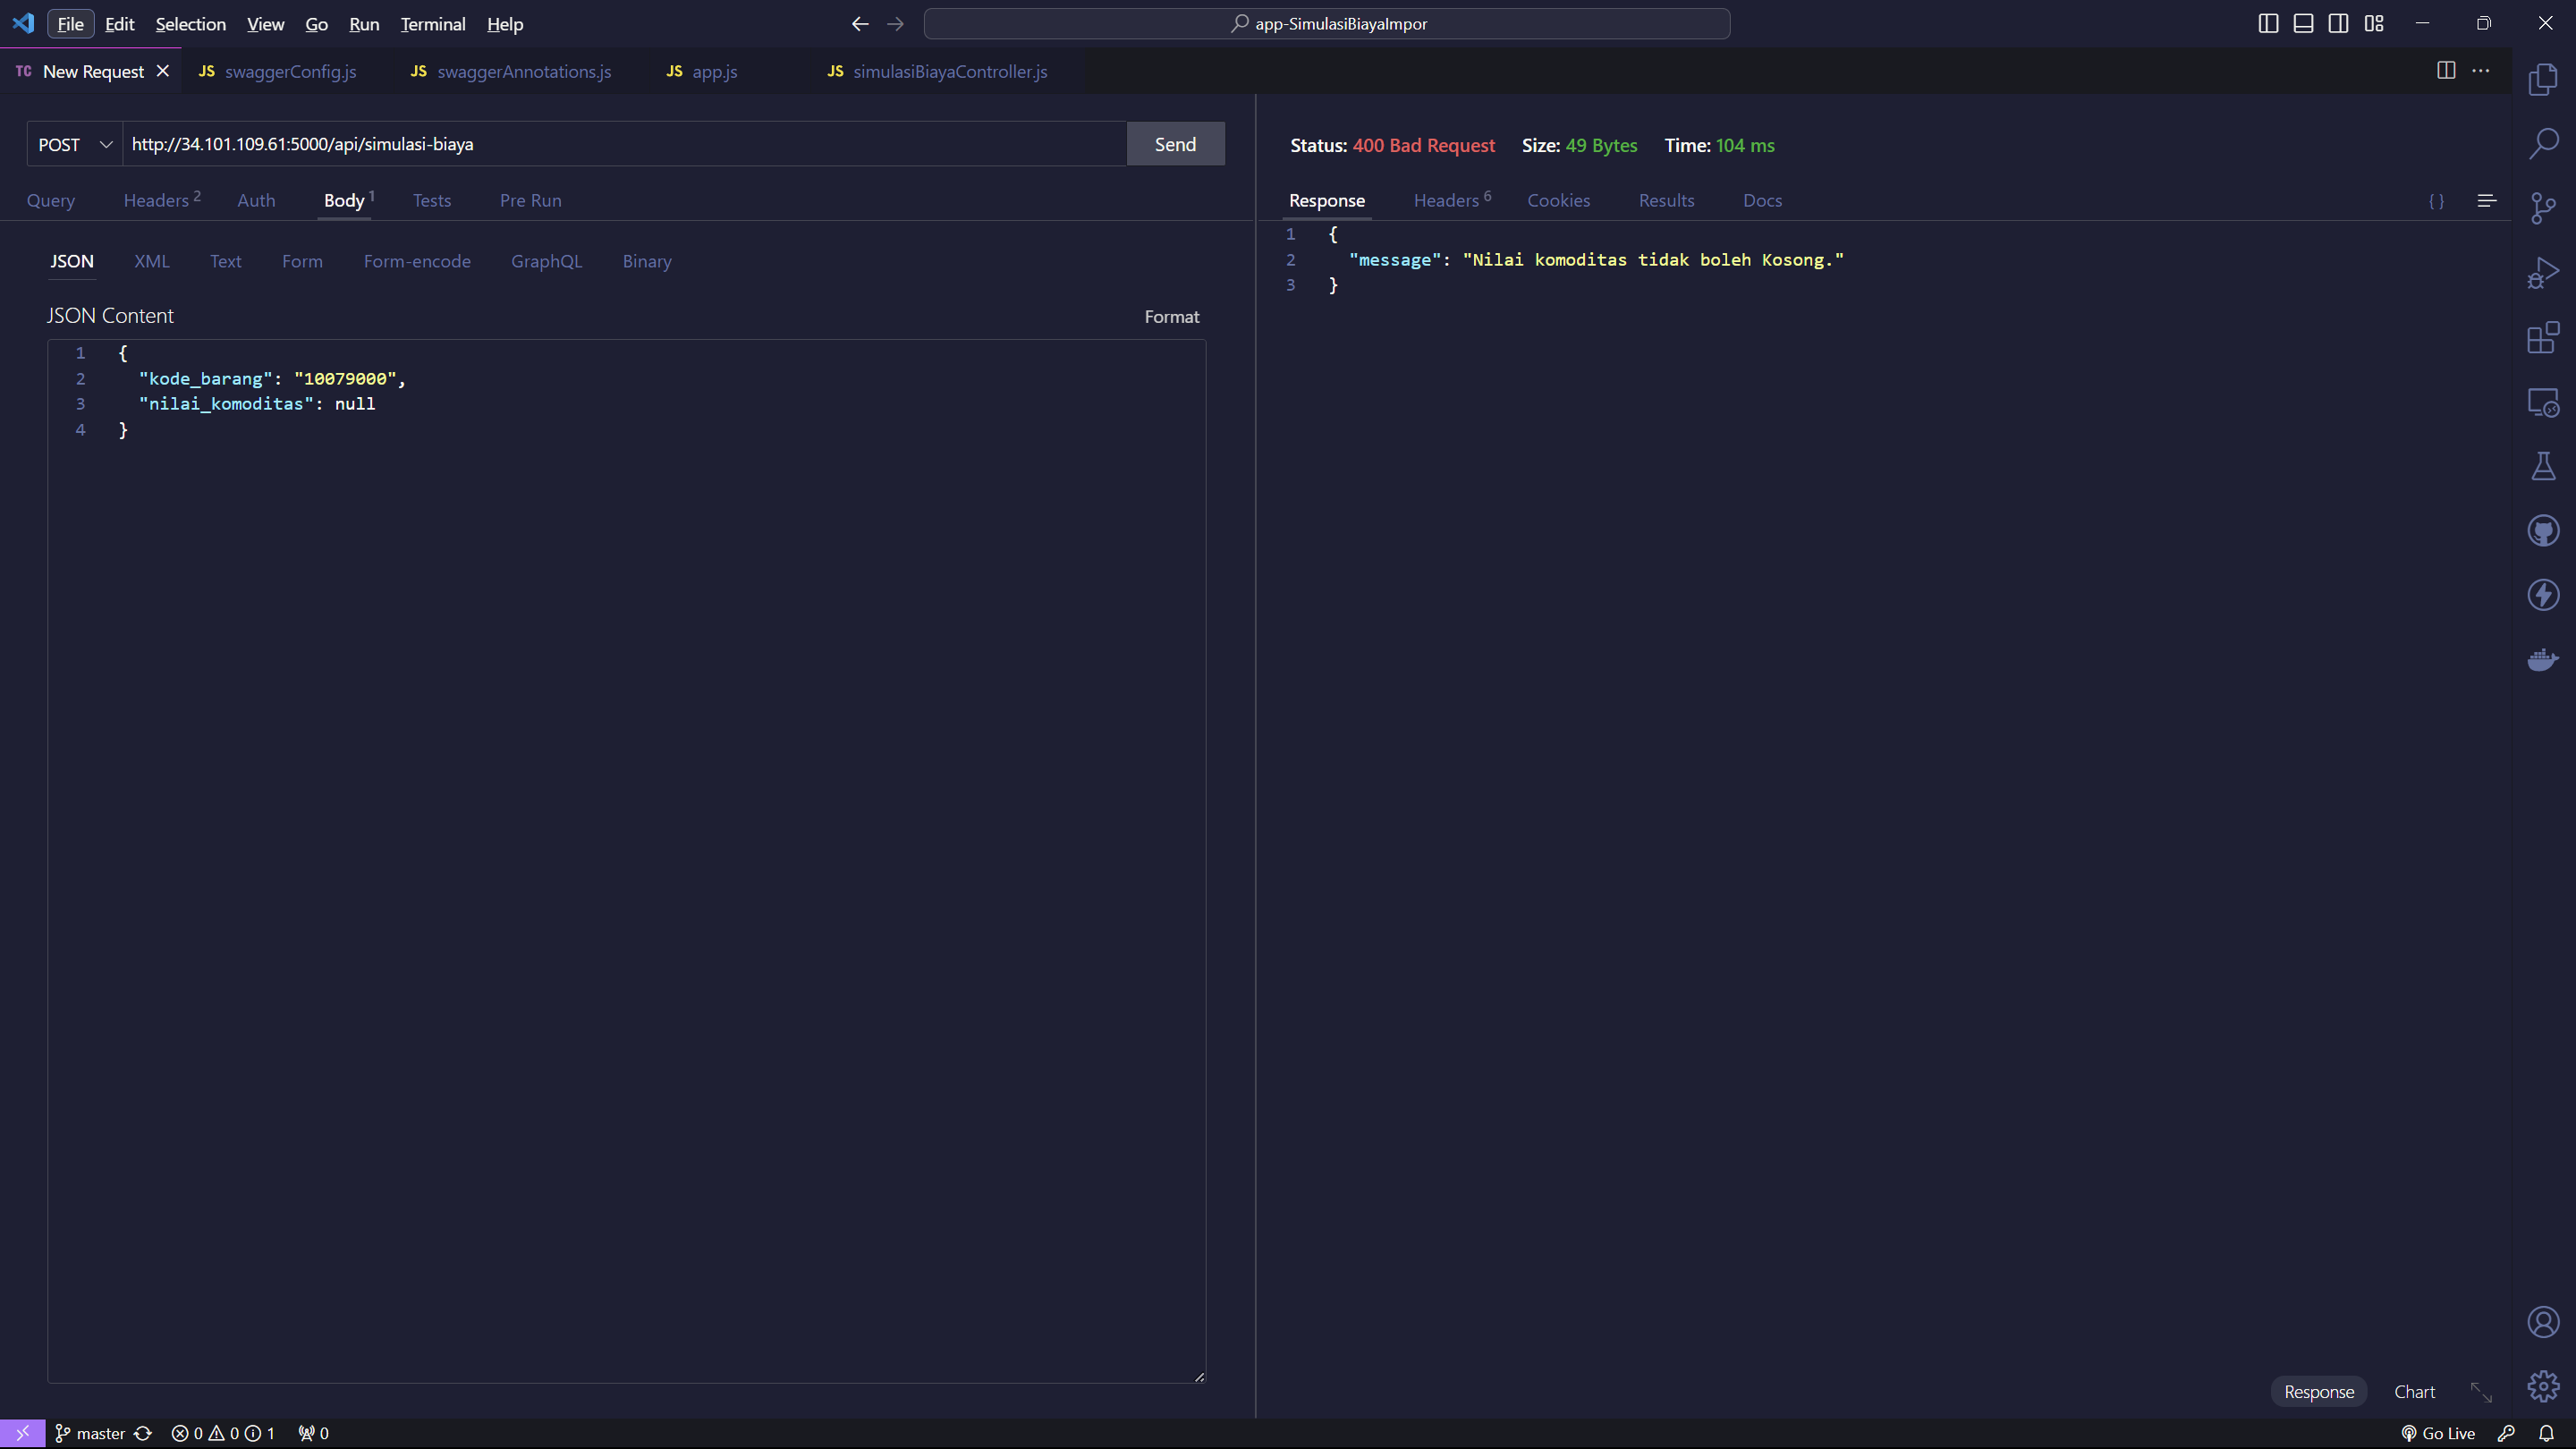 File Edit Selection View Go Run Terminal Help
app-SimulasiBiayaImpor
TC New Request
JS swaggerConfig.js
JS swaggerAnnotations.js
JS app.js
JS simulasiBiayaController.js
POST http://34.101.109.61:5000/api/simulasi-biaya Send
Query Headers 2 Auth Body 1 Tests Pre Run
JSON XML Text Form Form-encode GraphQL Binary
JSON Content Format
1 {
2 "kode_barang": "10079000",
3 "nilai_komoditas": null
4 }
Status: 400 Bad Request Size: 49 Bytes Time: 104 ms
Response Headers 6 Cookies Results Docs { }
1 {
2 "message": "Nilai komoditas tidak boleh Kosong."
3 }
Response Chart
master 0 0 1 0 Go Live